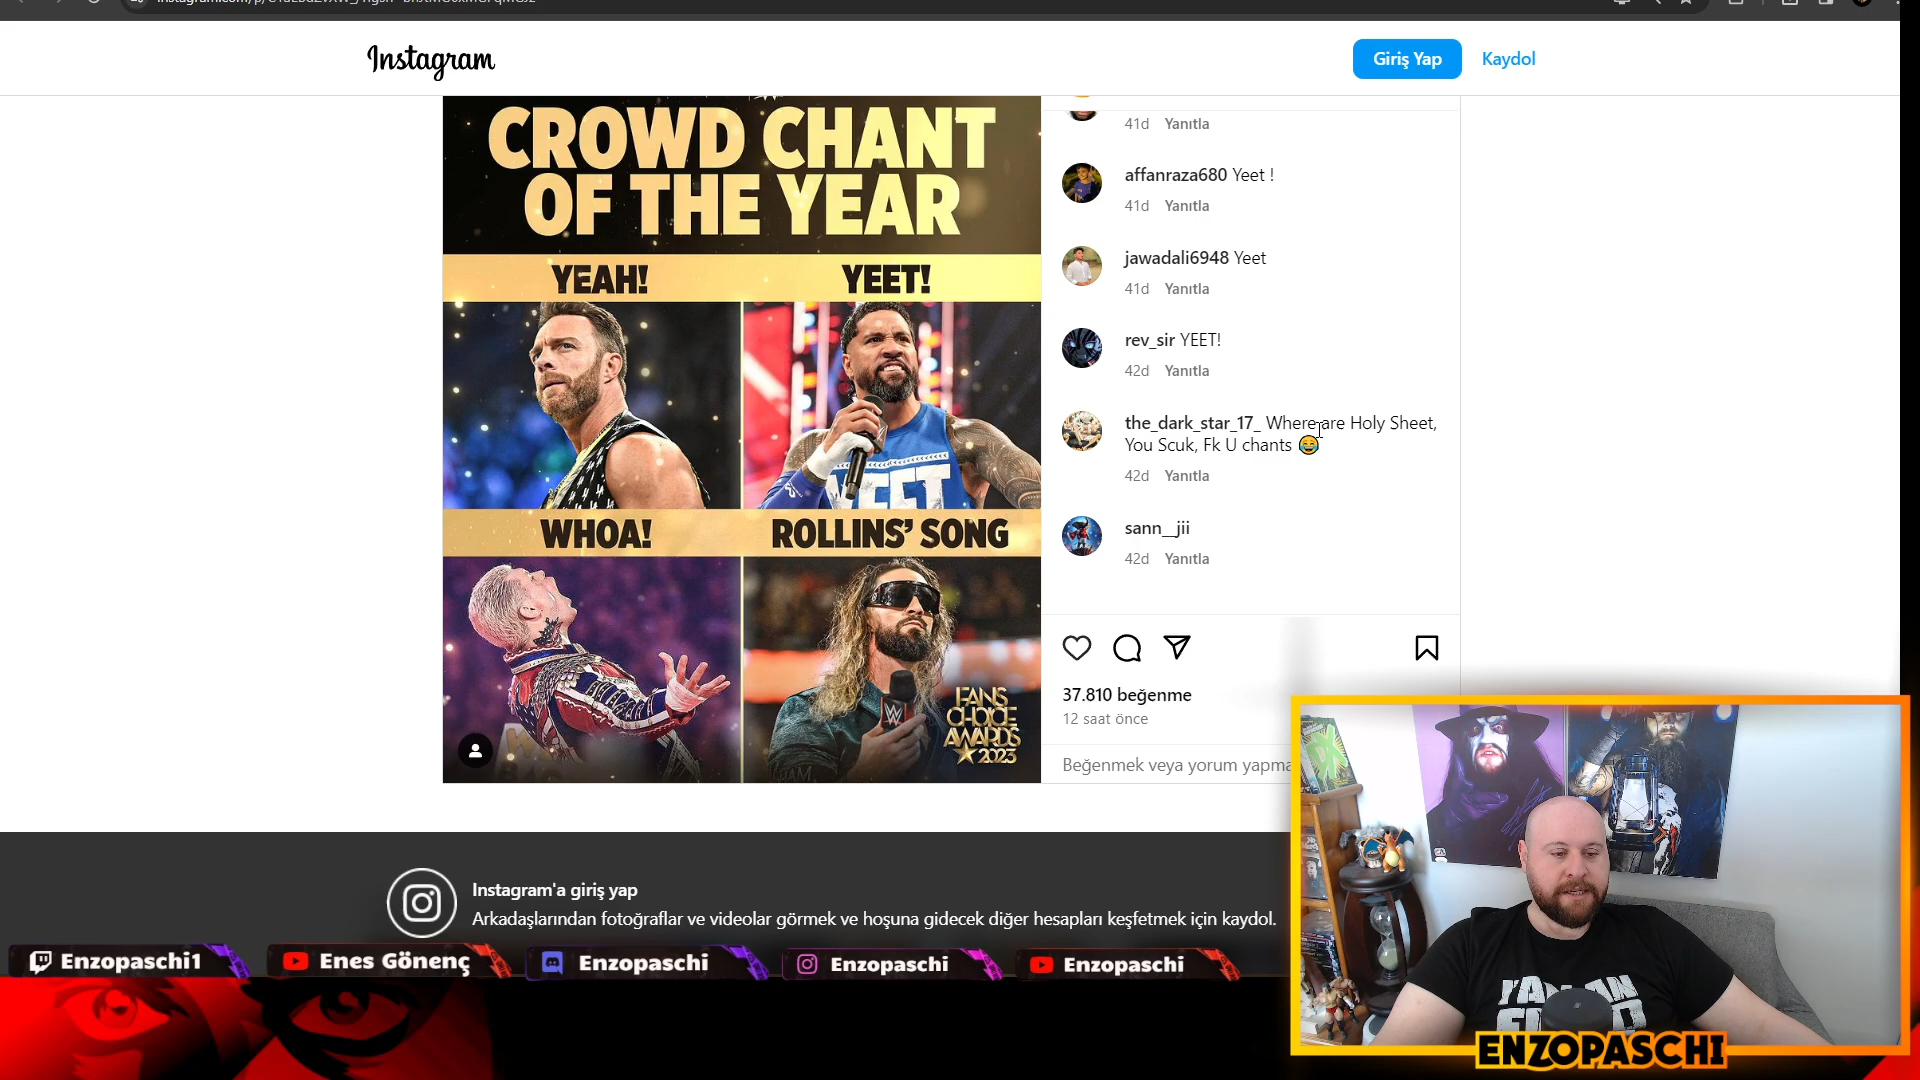 Instagram
Giriş Yap
Kaydol
CROWD CHANT
OF THE YEAR
YEAH!
YEET!
WHOA!
ROLLINS' SONG
YEET
FANS
CHOICE
AWARDS
2023
41d Yanıtla
affanraza680 Yeet !
41d Yanıtla
jawadali6948 Yeet
41d Yanıtla
rev_sir YEET!
42d Yanıtla
the_dark_star_17_ Where are Holy Sheet,
You Scuk, Fk U chants 😂
42d Yanıtla
sann__jii
42d Yanıtla
37.810 beğenme
12 saat önce
Beğenmek veya yorum yapma
Instagram'a giriş yap
Arkadaşlarından fotoğraflar ve videolar görmek ve hoşuna gidecek diğer hesapları keşfetmek için kaydol.
Enzopaschi1
Enes Gönenç
Enzopaschi
Enzopaschi
Enzopaschi
ENZOPASCHI